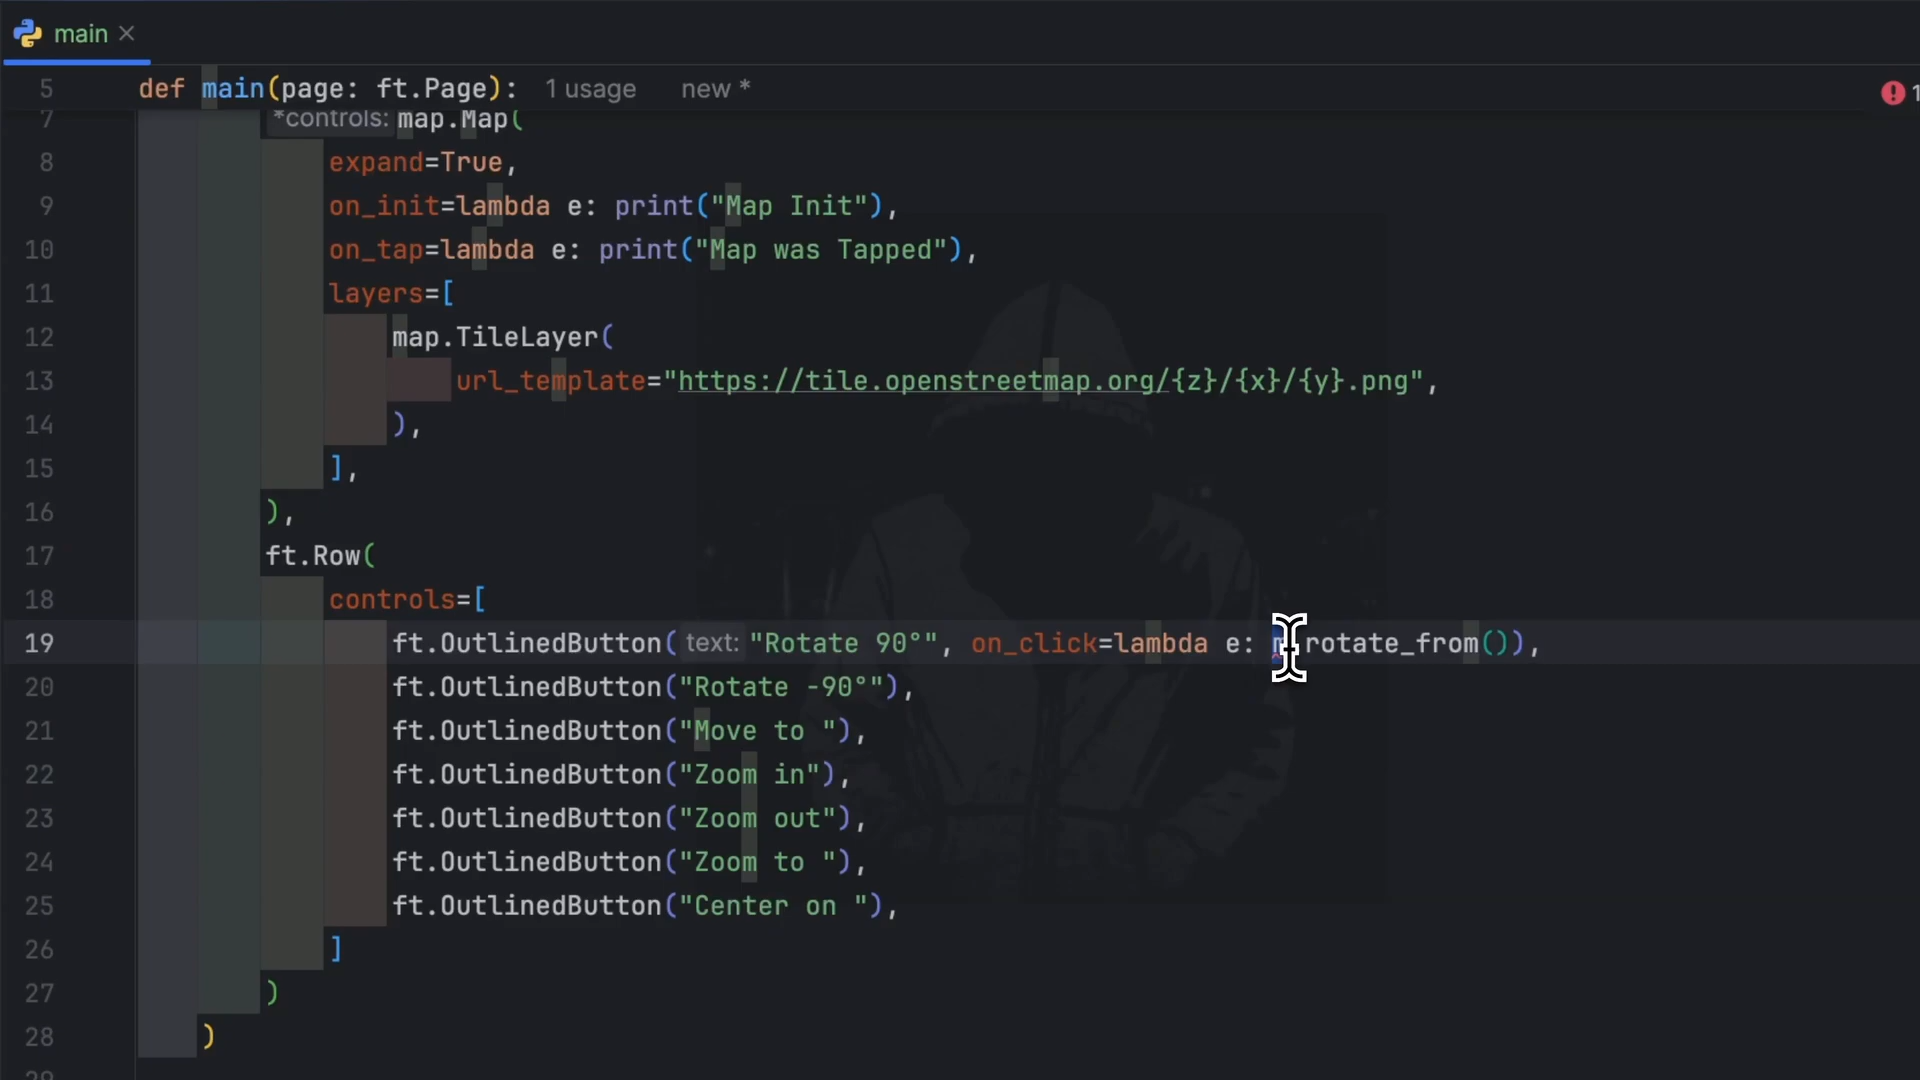 main
5 def main(page: ft.Page): 1 usage new *
1
7 *controls: map.Map(
8 expand=True,
9 on_init=lambda e: print("Map Init"),
10 on_tap=lambda e: print("Map was Tapped"),
11 layers=[
12 map.TileLayer(
13 url_template="https://tile.openstreetmap.org/{z}/{x}/{y}.png",
14 ),
15 ],
16 ),
17 ft.Row(
18 controls=[
19 ft.OutlinedButton( text: "Rotate 90°", on_click=lambda e: m.rotate_from()),
20 ft.OutlinedButton("Rotate -90°"),
21 ft.OutlinedButton("Move to "),
22 ft.OutlinedButton("Zoom in"),
23 ft.OutlinedButton("Zoom out"),
24 ft.OutlinedButton("Zoom to "),
25 ft.OutlinedButton("Center on "),
26 ]
27 )
28 )
29